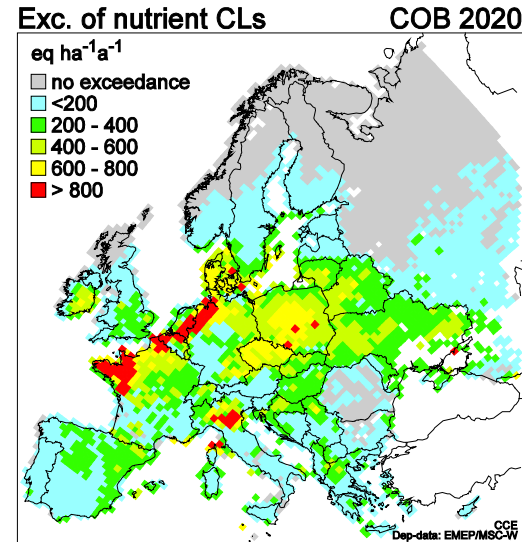 Exc. of nutrient CLs COB 2020
eq ha⁻¹a⁻¹
no exceedance
<200
200 - 400
400 - 600
600 - 800
> 800
CCE
Dep-data: EMEP/MSC-W